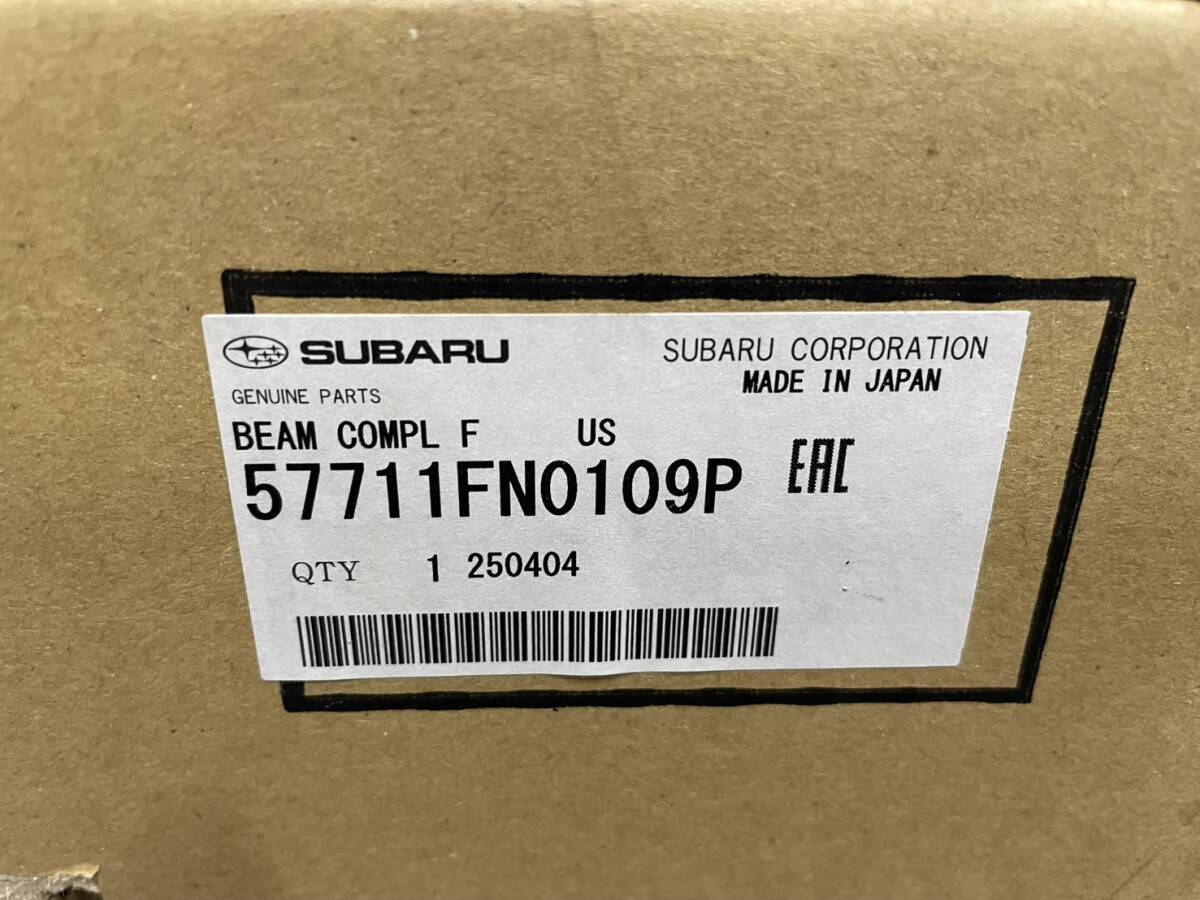 SUBARU
SUBARU CORPORATION
MADE IN JAPAN
GENUINE PARTS
BEAM COMPL F US
57711FN0109P
EAC
QTY 1 250404